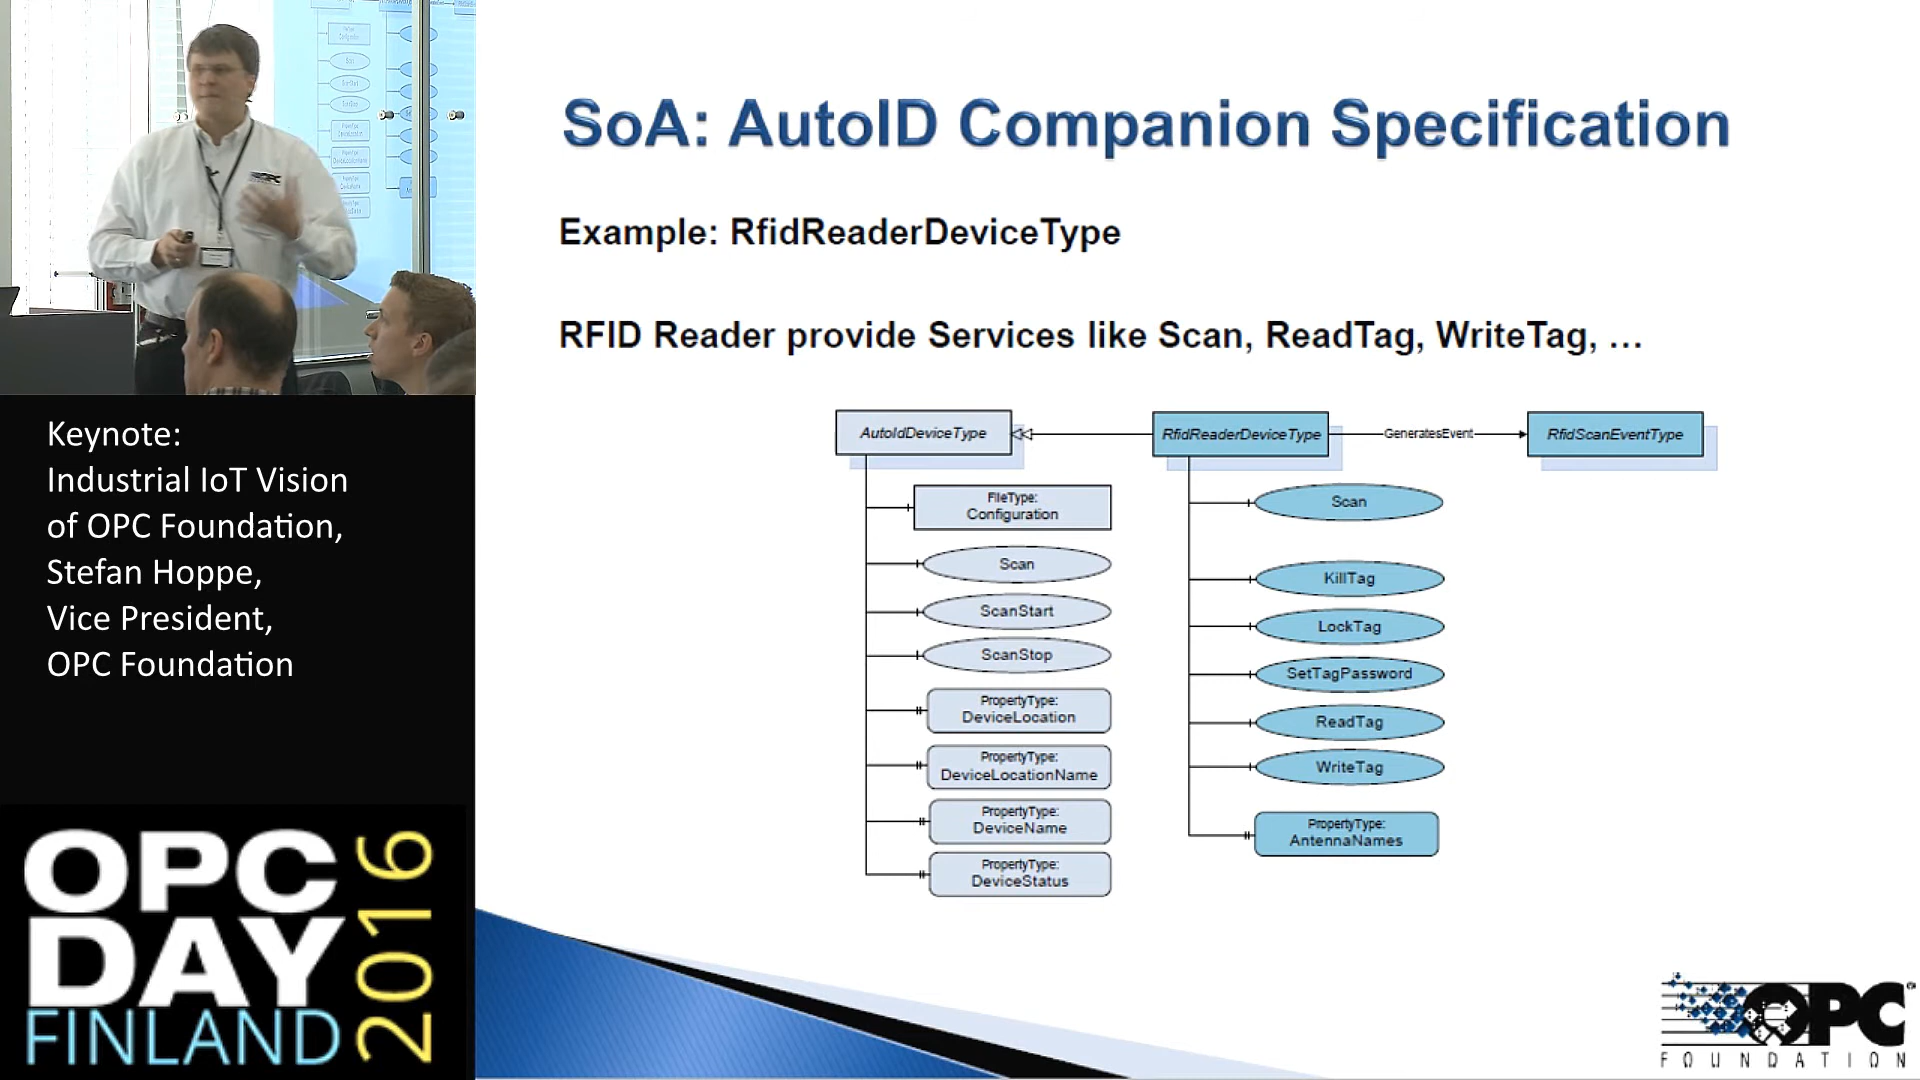 SoA: AutoID Companion Specification
Example: RfidReaderDeviceType
RFID Reader provide Services like Scan, ReadTag, WriteTag, ...
AutoIdDeviceType
RfidReaderDeviceType
GeneratesEvent
RfidScanEventType
FileType:
Configuration
Scan
ScanStart
ScanStop
PropertyType:
DeviceLocation
PropertyType:
DeviceLocationName
PropertyType:
DeviceName
PropertyType:
DeviceStatus
Scan
KillTag
LockTag
SetTagPassword
ReadTag
WriteTag
PropertyType:
AntennaNames
Keynote:
Industrial IoT Vision
of OPC Foundation,
Stefan Hoppe,
Vice President,
OPC Foundation
OPC
DAY
FINLAND
2016
OPC
FOUNDATION